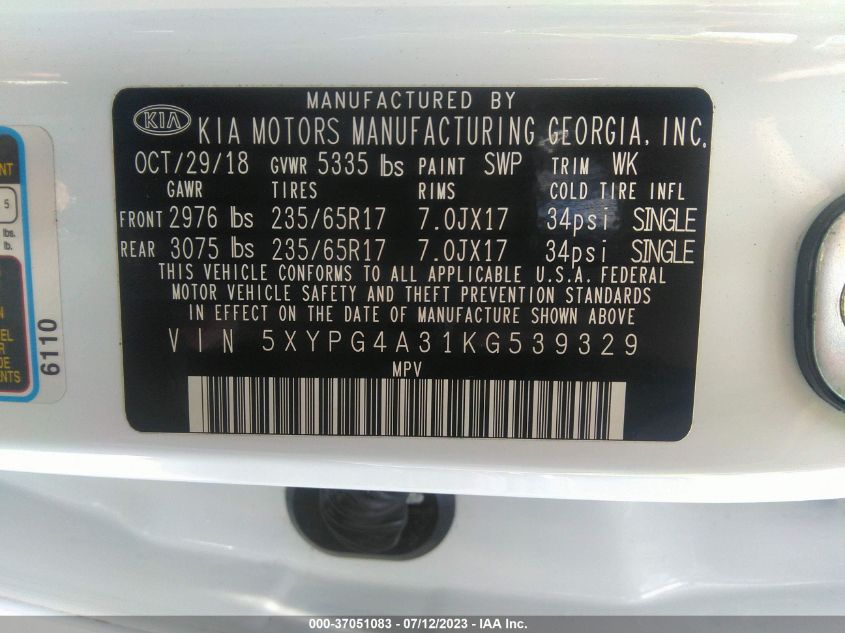 MANUFACTURED BY
KIA KIA MOTORS MANUFACTURING GEORGIA, INC.
OCT/29/18 GVWR 5335 lbs PAINT SWP TRIM WK
GAWR TIRES RIMS COLD TIRE INFL
FRONT 2976 lbs 235/65R17 7.0JX17 34psi SINGLE
REAR 3075 lbs 235/65R17 7.0JX17 34psi SINGLE
THIS VEHICLE CONFORMS TO ALL APPLICABLE U.S.A. FEDERAL
MOTOR VEHICLE SAFETY AND THEFT PREVENTION STANDARDS
IN EFFECT ON THE DATE OF MANUFACTURE SHOWN ABOVE
VIN 5XYPG4A31KG539329
MPV
5
lbs.
lb.
6110
000-37051083 - 07/12/2023 - IAA Inc.